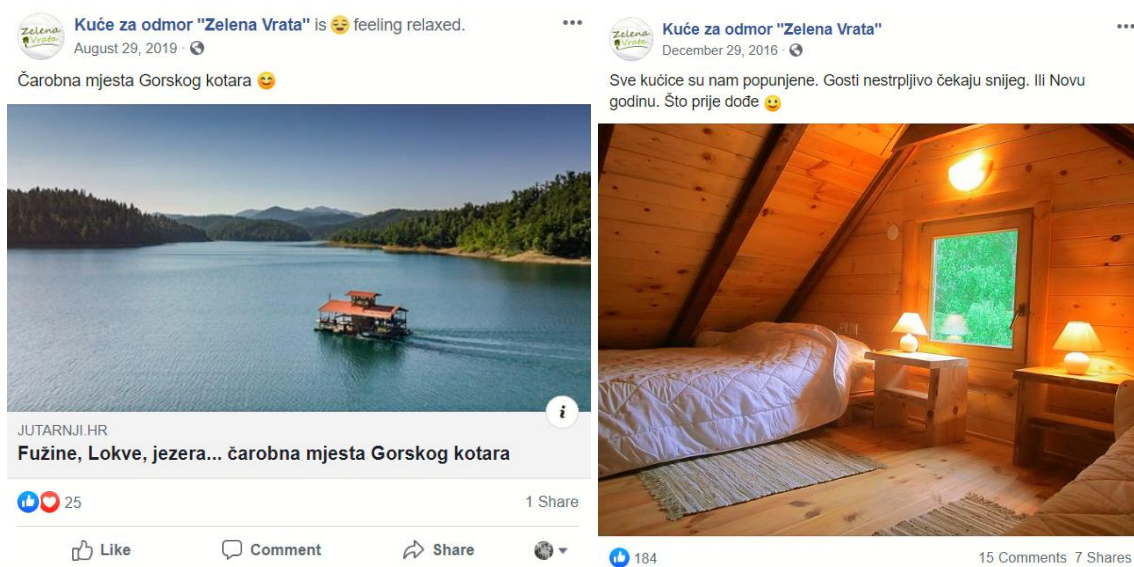 Zelena
Vrata
Kuće za odmor "Zelena Vrata" is 😌 feeling relaxed.
August 29, 2019 ·
Čarobna mjesta Gorskog kotara 😊
i
JUTARNJI.HR
Fužine, Lokve, jezera... čarobna mjesta Gorskog kotara
25
1 Share
Like
Comment
Share
Zelena
Vrata
Kuće za odmor "Zelena Vrata"
December 29, 2016 ·
Sve kućice su nam popunjene. Gosti nestrpljivo čekaju snijeg. Ili Novu
godinu. Što prije dođe 🙂
184
15 Comments 7 Shares